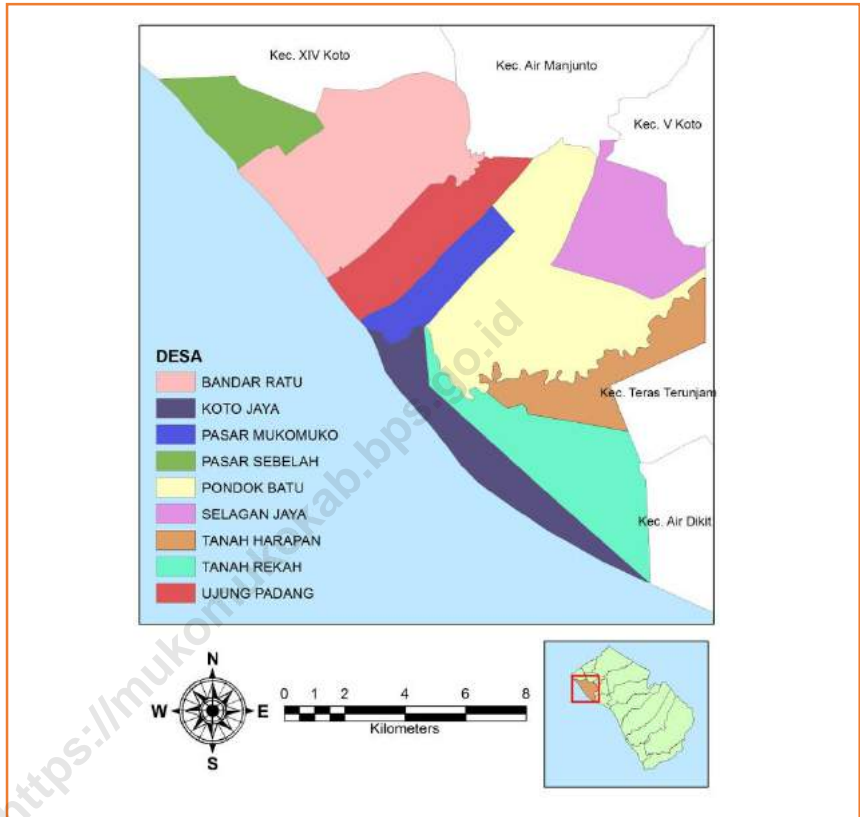 Kec. XIV Koto
Kec. Air Manjunto
Kec. V Koto
Kec. Teras Terunjam
Kec. Air Dikit
DESA
BANDAR RATU
KOTO JAYA
PASAR MUKOMUKO
PASAR SEBELAH
PONDOK BATU
SELAGAN JAYA
TANAH HARAPAN
TANAH REKAH
UJUNG PADANG
N
W E
S
0 1 2 4 6 8
Kilometers
https://mukomukokab.bps.go.id